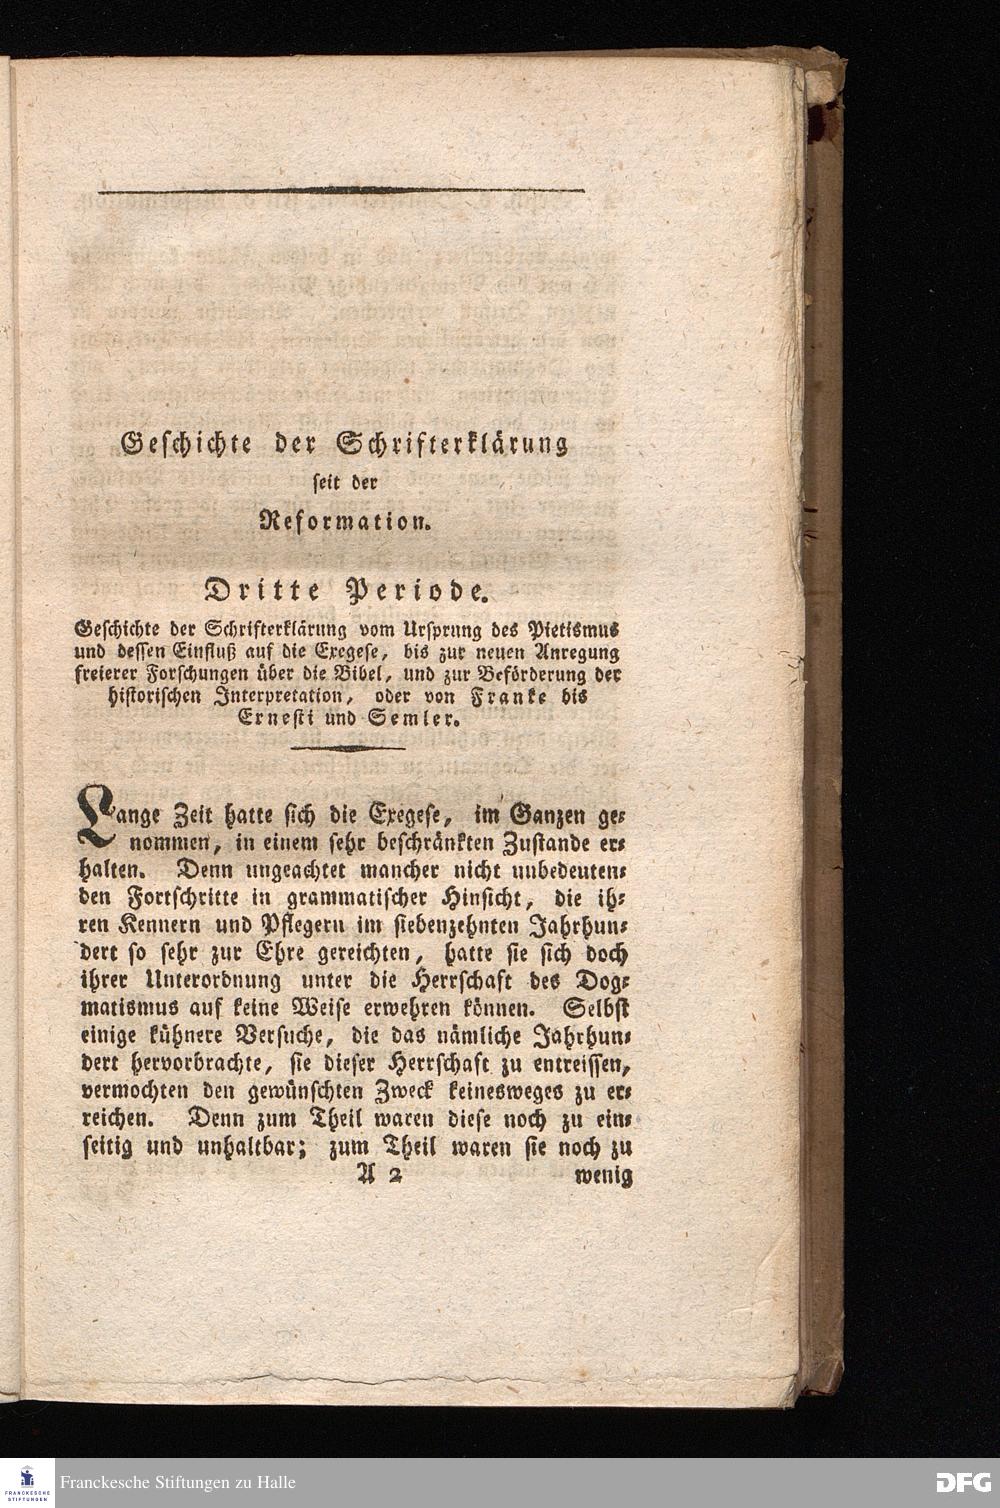 Geschichte der Schrifterklärung
seit der
Reformation.
Dritte Periode.
Geschichte der Schrifterklärung vom Ursprung des Pietismus
und dessen Einfluß auf die Exegese, bis zur neuen Anregung
freierer Forschungen über die Bibel, und zur Beförderung der
historischen Interpretation, oder von Franke bis
Ernesti und Semler.
Lange Zeit hatte sich die Exegese, im Ganzen ge-
nommen, in einem sehr beschränkten Zustande er-
halten. Denn ungeachtet mancher nicht unbedeuten-
den Fortschritte in grammatischer Hinsicht, die ih-
ren Kennern und Pflegern im siebenzehnten Jahrhun-
dert so sehr zur Ehre gereichten, hatte sie sich doch
ihrer Unterordnung unter die Herrschaft des Dog-
matismus auf keine Weise erwehren können. Selbst
einige kühnere Versuche, die das nämliche Jahrhun-
dert hervorbrachte, sie dieser Herrschaft zu entreissen,
vermochten den gewünschten Zweck keinesweges zu er-
reichen. Denn zum Theil waren diese noch zu ein-
seitig und unhaltbar; zum Theil waren sie noch zu
A 2 wenig
FRANCKESCHE
STIFTUNGEN
Franckesche Stiftungen zu Halle
DFG